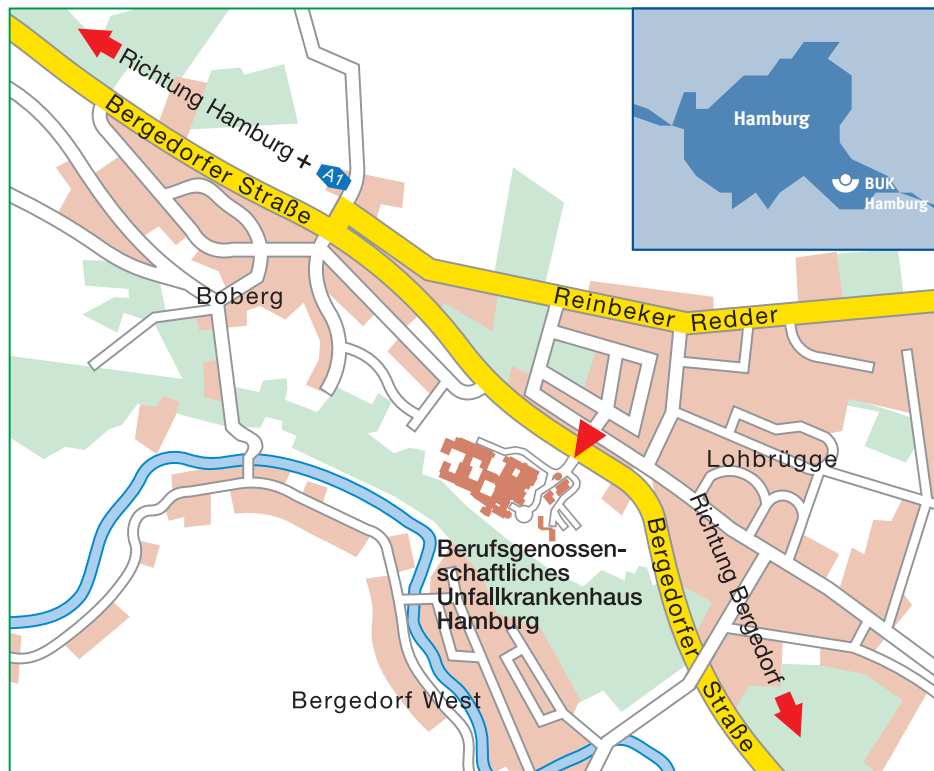 Richtung Hamburg +
A1
Bergedorfer Straße
Hamburg
BUK
Hamburg
Boberg
Reinbeker Redder
Lohbrügge
Richtung Bergedorf
Berufsgenossen-
schaftliches
Unfallkrankenhaus
Hamburg
Bergedorfer Straße
Bergedorf West